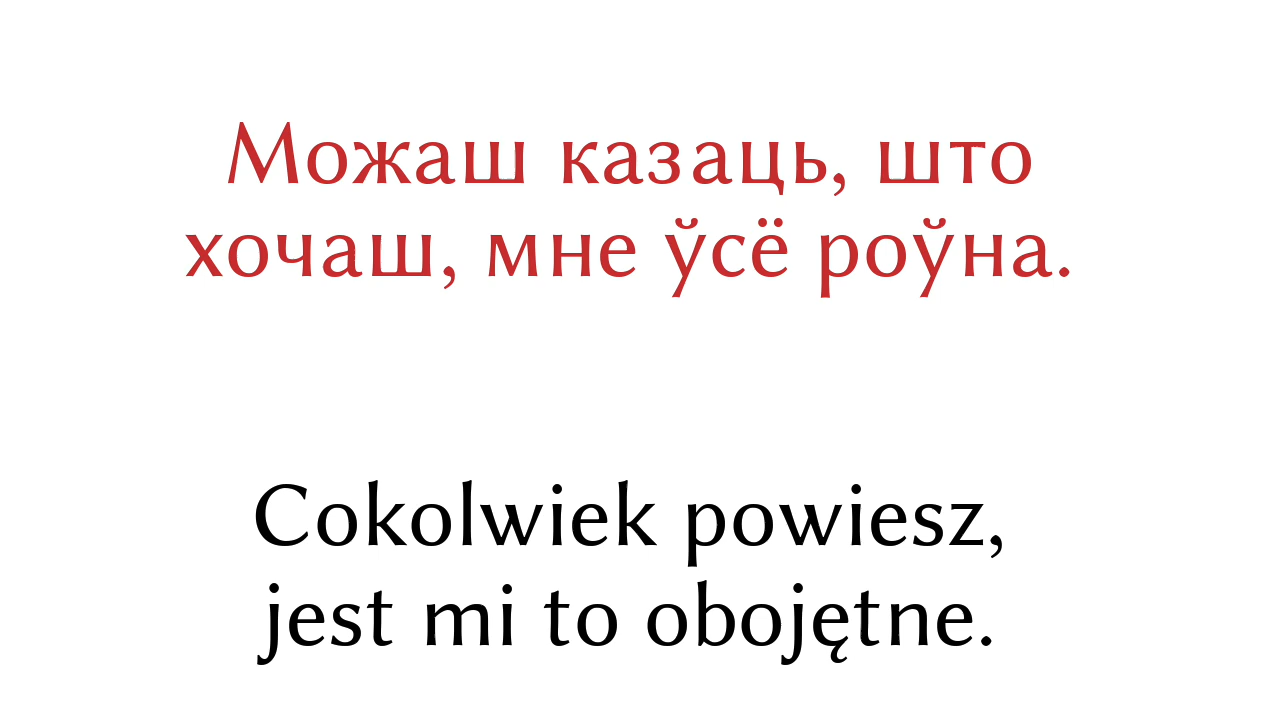 Можаш казаць, што
хочаш, мне ўсё роўна.
Cokolwiek powiesz,
jest mi to obojętne.